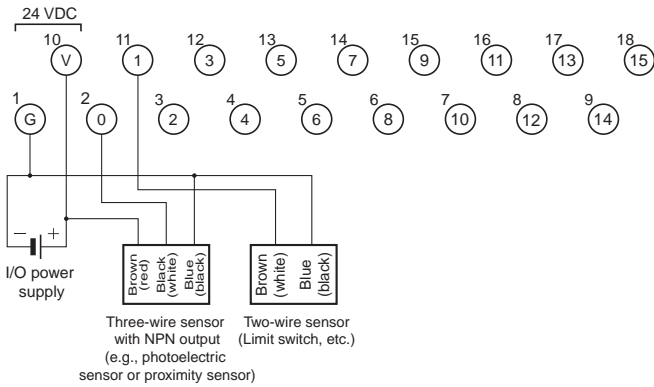 24 VDC
10 11 12 13 14 15 16 17 18
V 1 3 5 7 9 11 13 15
1 2 3 4 5 6 7 8 9
G 0 2 4 6 8 10 12 14
− +
I/O power
supply
Brown
(red)
Black
(white)
Blue
(black)
Brown
(white)
Blue
(black)
Three-wire sensor
with NPN output
(e.g., photoelectric
sensor or proximity sensor)
Two-wire sensor
(Limit switch, etc.)